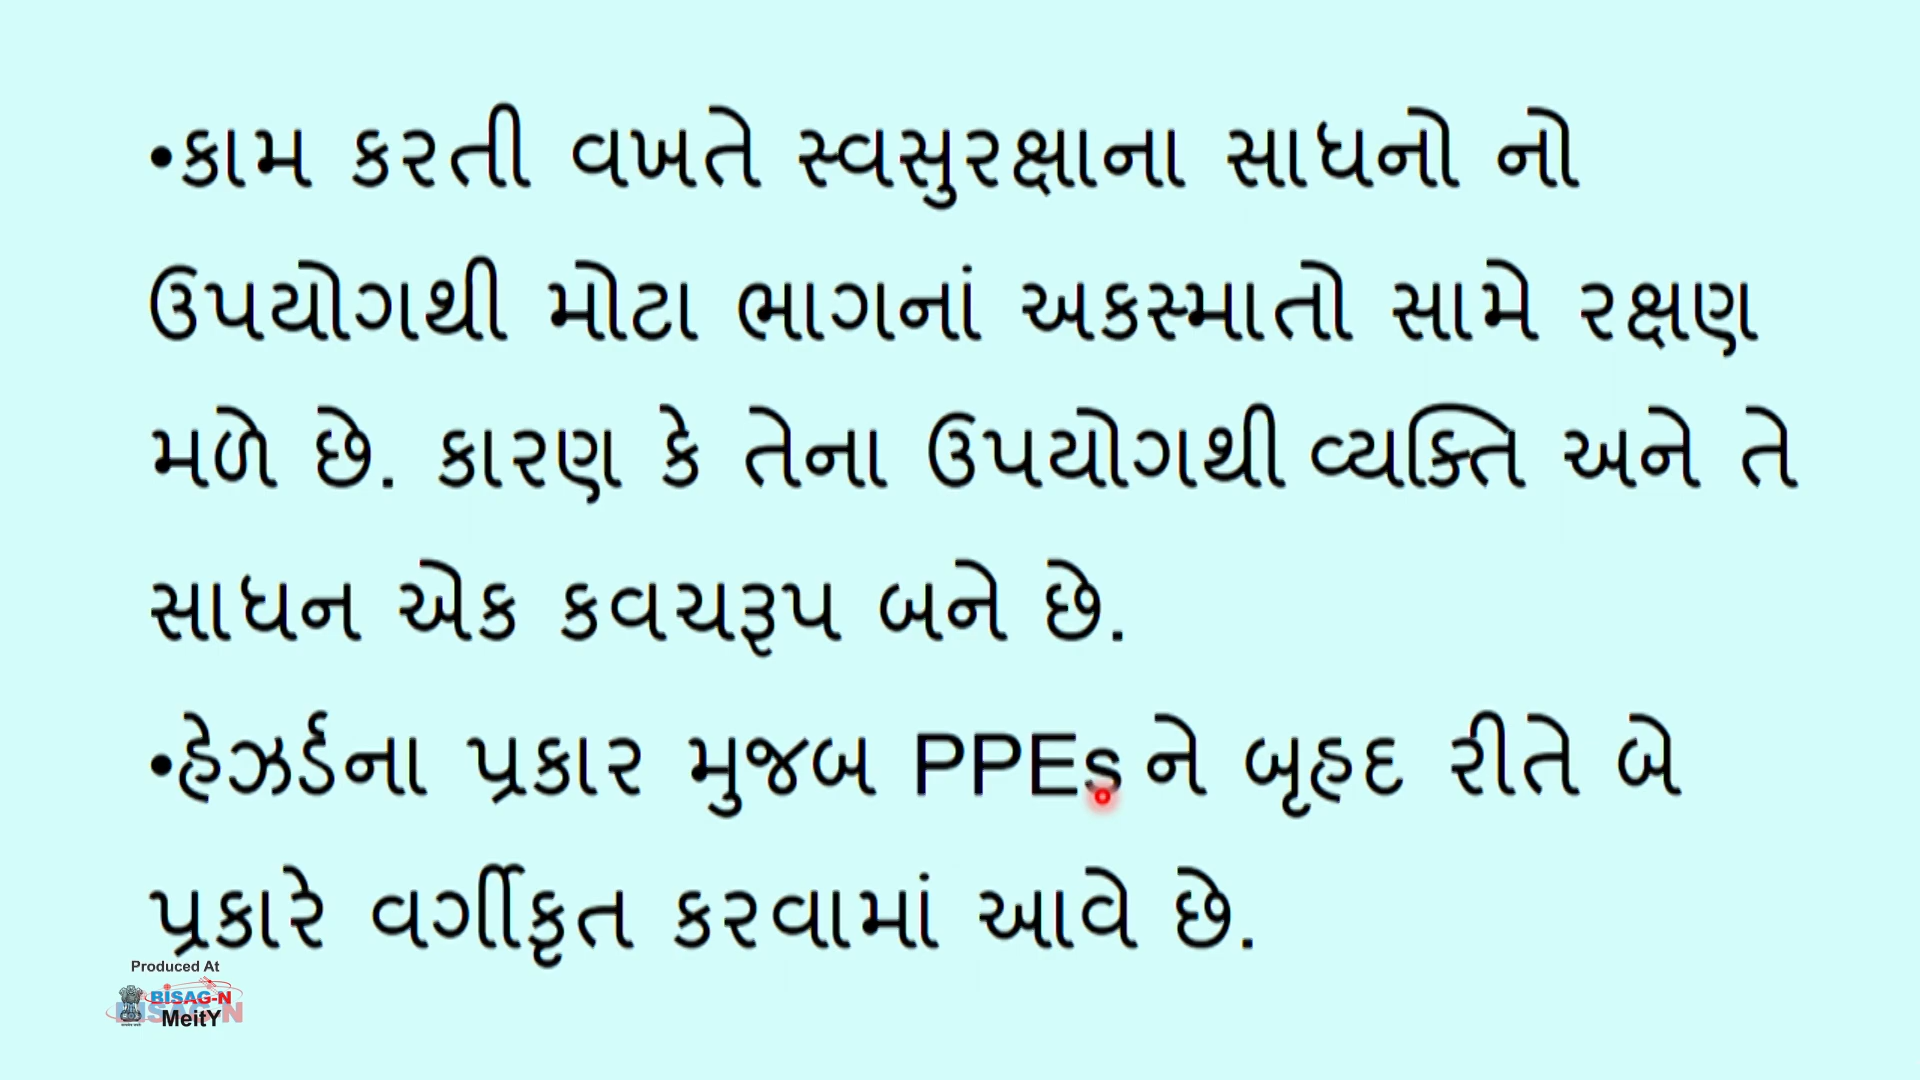 •કામ કરતી વખતે સ્વસુરક્ષાના સાધનો નો
ઉપયોગથી મોટા ભાગનાં અકસ્માતો સામે રક્ષણ
મળે છે. કારણ કે તેના ઉપયોગથી વ્યક્તિ અને તે
સાધન એક કવચરૂપ બને છે.
•હેઝર્ડના પ્રકાર મુજબ PPEs ને બૃહદ રીતે બે
પ્રકારે વર્ગીકૃત કરવામાં આવે છે.
Produced At
BISAG-N
MeitY